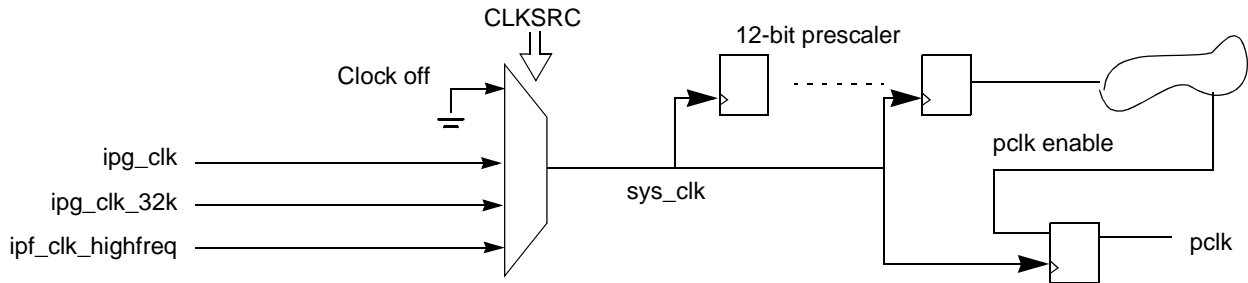 CLKSRC
12-bit prescaler
Clock off
ipg_clk
pclk enable
ipg_clk_32k
sys_clk
ipf_clk_highfreq
pclk